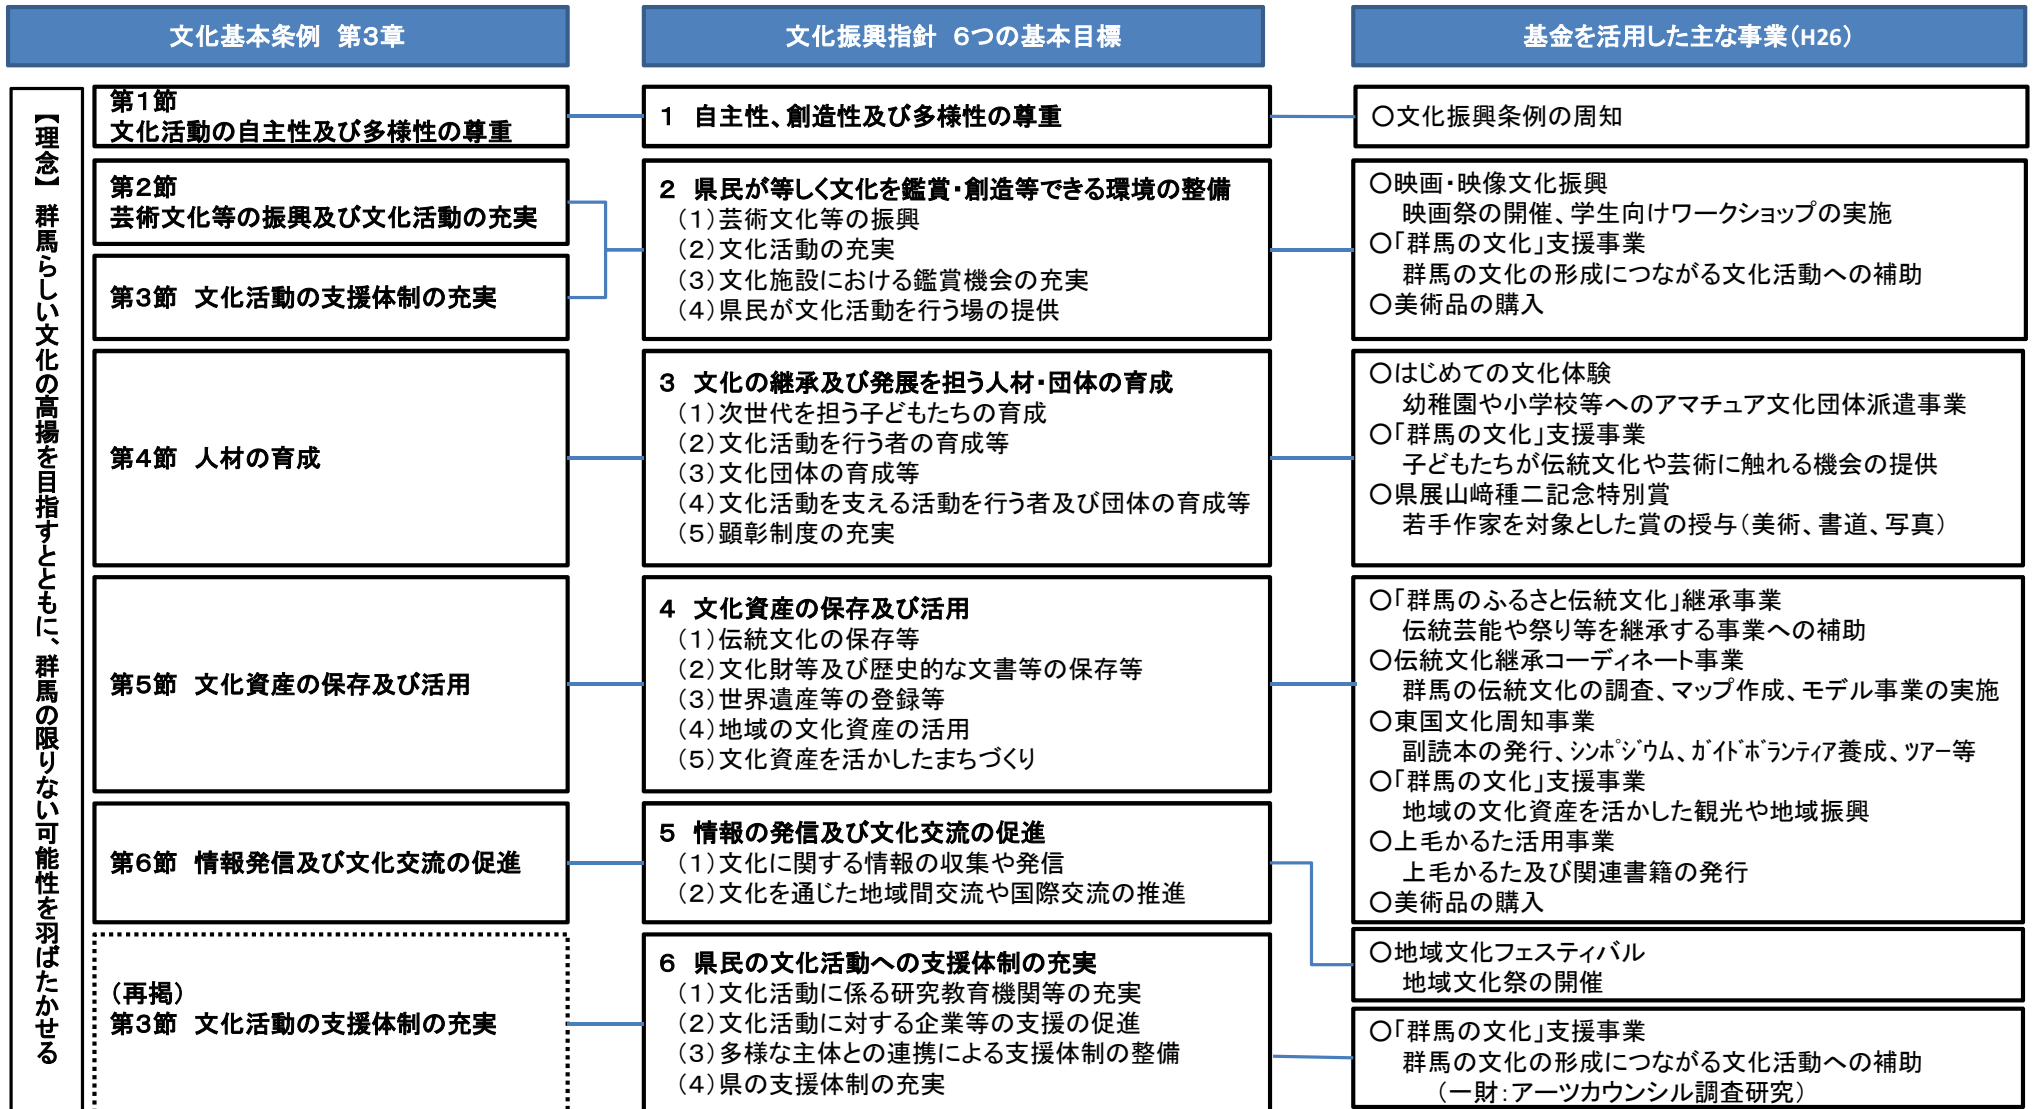 文化基本条例 第3章
文化振興指針 6つの基本目標
基金を活用した主な事業(H26)
【理念】 群馬らしい文化の高揚を目指すとともに、群馬の限りない可能性を羽ばたかせる
第1節
文化活動の自主性及び多様性の尊重
1 自主性、創造性及び多様性の尊重
○文化振興条例の周知
第2節
芸術文化等の振興及び文化活動の充実
第3節 文化活動の支援体制の充実
2 県民が等しく文化を鑑賞・創造等できる環境の整備
(1)芸術文化等の振興
(2)文化活動の充実
(3)文化施設における鑑賞機会の充実
(4)県民が文化活動を行う場の提供
○映画・映像文化振興
映画祭の開催、学生向けワークショップの実施
○「群馬の文化」支援事業
群馬の文化の形成につながる文化活動への補助
○美術品の購入
第4節 人材の育成
3 文化の継承及び発展を担う人材・団体の育成
(1)次世代を担う子どもたちの育成
(2)文化活動を行う者の育成等
(3)文化団体の育成等
(4)文化活動を支える活動を行う者及び団体の育成等
(5)顕彰制度の充実
○はじめての文化体験
幼稚園や小学校等へのアマチュア文化団体派遣事業
○「群馬の文化」支援事業
子どもたちが伝統文化や芸術に触れる機会の提供
○県展山﨑種二記念特別賞
若手作家を対象とした賞の授与(美術、書道、写真)
第5節 文化資産の保存及び活用
4 文化資産の保存及び活用
(1)伝統文化の保存等
(2)文化財等及び歴史的な文書等の保存等
(3)世界遺産等の登録等
(4)地域の文化資産の活用
(5)文化資産を活かしたまちづくり
○「群馬のふるさと伝統文化」継承事業
伝統芸能や祭り等を継承する事業への補助
○伝統文化継承コーディネート事業
群馬の伝統文化の調査、マップ作成、モデル事業の実施
○東国文化周知事業
副読本の発行、ｼﾝﾎﾟｼﾞｳﾑ、ｶﾞｲﾄﾞﾎﾞﾗﾝﾃｨｱ養成、ﾂｱｰ等
○「群馬の文化」支援事業
地域の文化資産を活かした観光や地域振興
○上毛かるた活用事業
上毛かるた及び関連書籍の発行
○美術品の購入
第6節 情報発信及び文化交流の促進
5 情報の発信及び文化交流の促進
(1)文化に関する情報の収集や発信
(2)文化を通じた地域間交流や国際交流の推進
○地域文化フェスティバル
地域文化祭の開催
(再掲)
第3節 文化活動の支援体制の充実
6 県民の文化活動への支援体制の充実
(1)文化活動に係る研究教育機関等の充実
(2)文化活動に対する企業等の支援の促進
(3)多様な主体との連携による支援体制の整備
(4)県の支援体制の充実
○「群馬の文化」支援事業
群馬の文化の形成につながる文化活動への補助
(一財:アーツカウンシル調査研究)